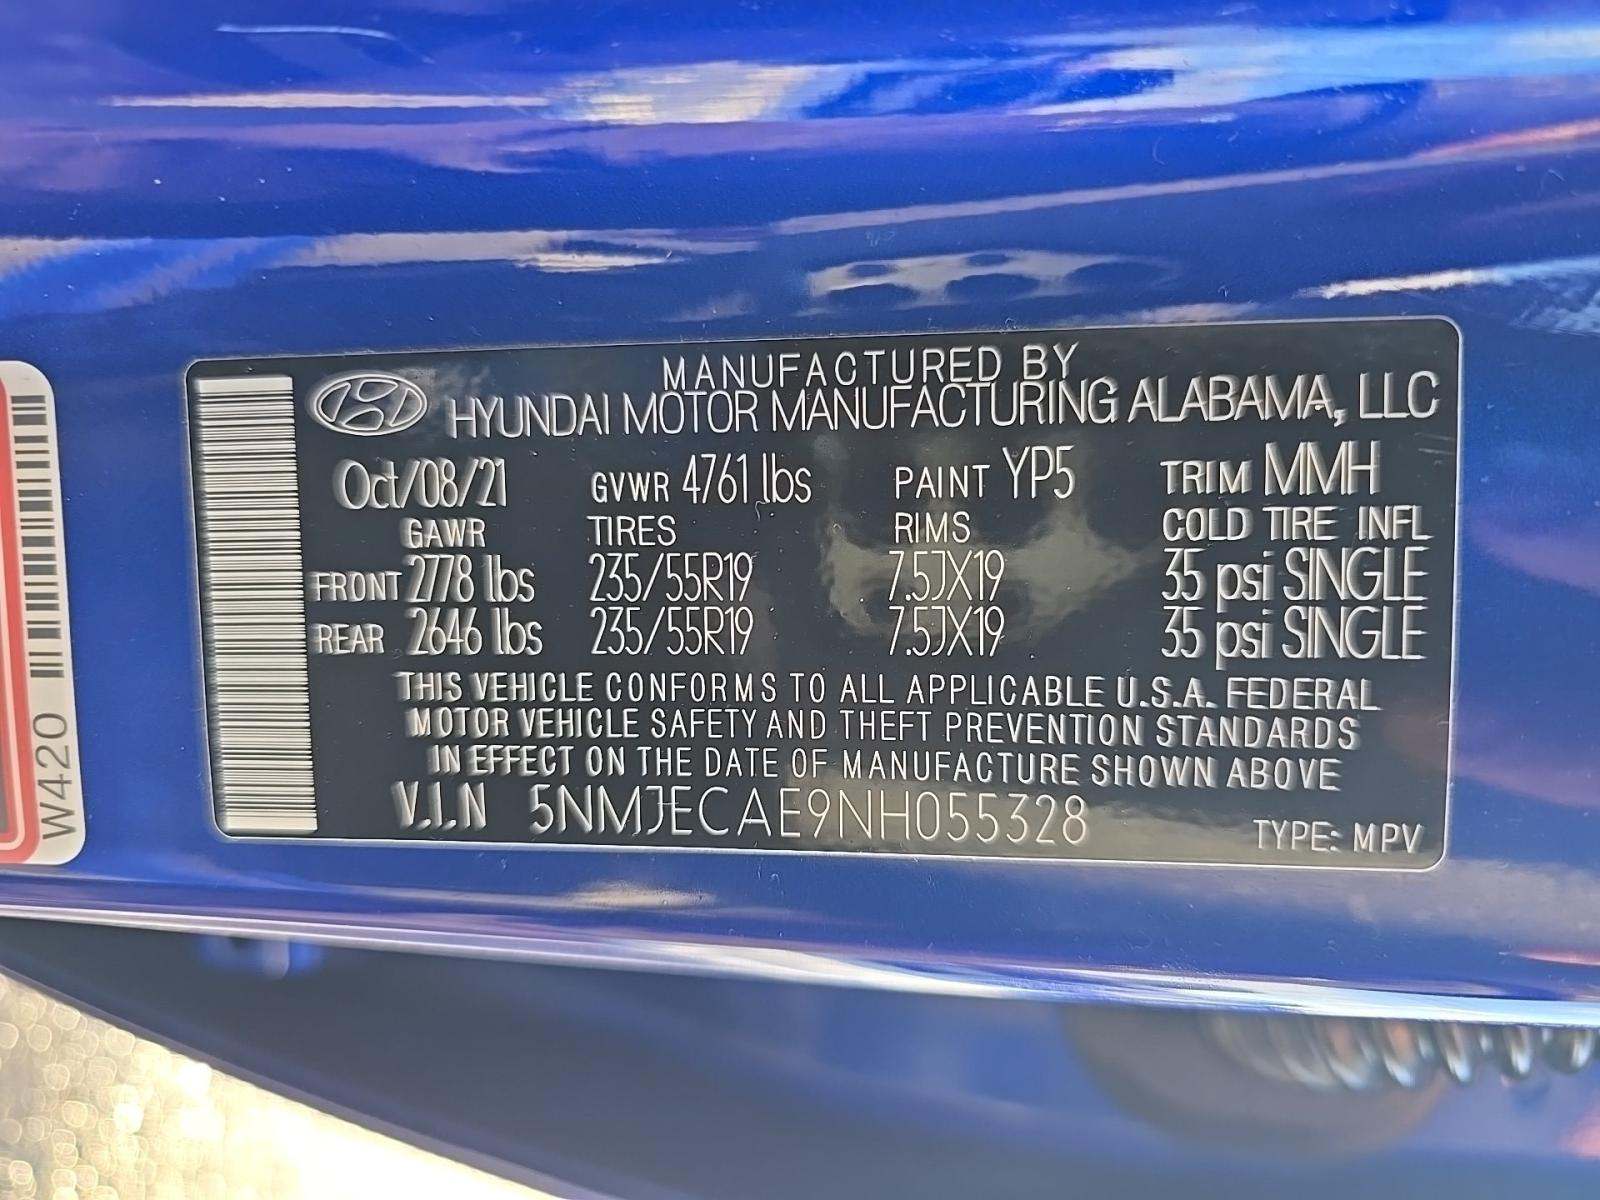 MANUFACTURED BY
HYUNDAI MOTOR MANUFACTURING ALABAMA, LLC
Oct/08/21 GVWR 4761 lbs PAINT YP5 TRIM MMH
GAWR TIRES RIMS COLD TIRE INFL
FRONT 2778 lbs 235/55R19 7.5JX19 35 psi SINGLE
REAR 2646 lbs 235/55R19 7.5JX19 35 psi SINGLE
THIS VEHICLE CONFORMS TO ALL APPLICABLE U.S.A. FEDERAL
MOTOR VEHICLE SAFETY AND THEFT PREVENTION STANDARDS
IN EFFECT ON THE DATE OF MANUFACTURE SHOWN ABOVE
V.I.N 5NMJECAE9NH055328 TYPE: MPV
W420